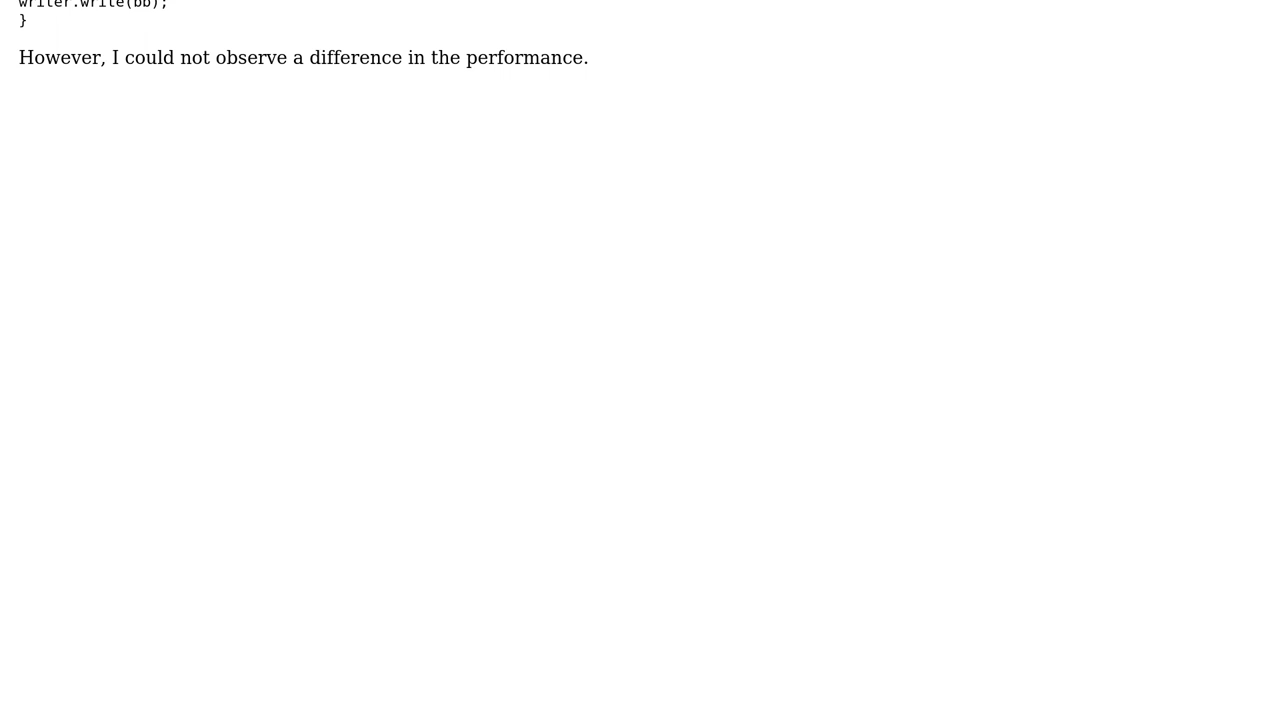 writer.write(bb);
}
However, I could not observe a difference in the performance.